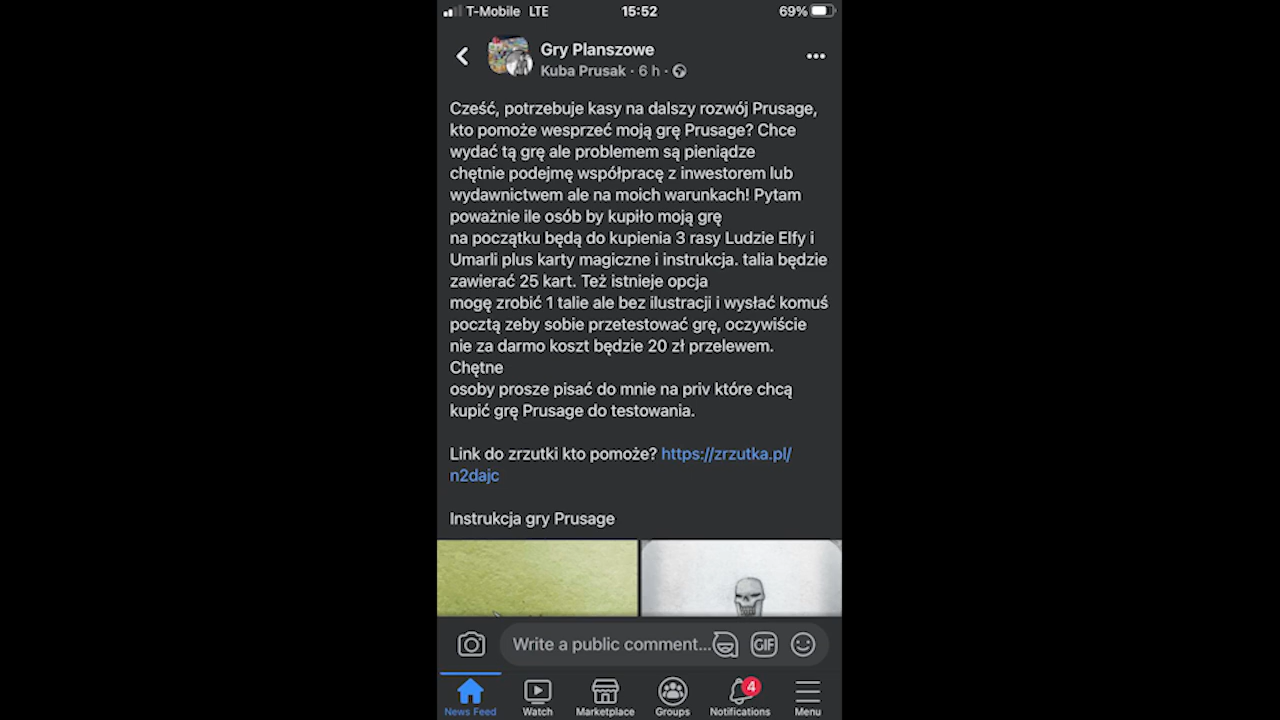 T-Mobile LTE 15:52 69%
Gry Planszowe
Kuba Prusak · 6 h ·
Cześć, potrzebuje kasy na dalszy rozwój Prusage,
kto pomoże wesprzeć moją grę Prusage? Chce
wydać tą grę ale problemem są pieniądze
chętnie podejmę współpracę z inwestorem lub
wydawnictwem ale na moich warunkach! Pytam
poważnie ile osób by kupiło moją grę
na początku będą do kupienia 3 rasy Ludzie Elfy i
Umarli plus karty magiczne i instrukcja. talia będzie
zawierać 25 kart. Też istnieje opcja
mogę zrobić 1 talie ale bez ilustracji i wysłać komuś
pocztą zeby sobie przetestować grę, oczywiście
nie za darmo koszt będzie 20 zł przelewem.
Chętne
osoby prosze pisać do mnie na priv które chcą
kupić grę Prusage do testowania.
Link do zrzutki kto pomoże? https://zrzutka.pl/
n2dajc
Instrukcja gry Prusage
Write a public comment... GIF
4
News Feed Watch Marketplace Groups Notifications Menu